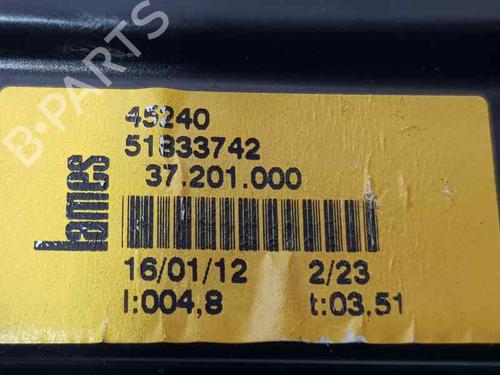 B-PARTS
45240
51833742
37.201.000
Lames
16/01/12 2/23
I:004,8 t:03.51